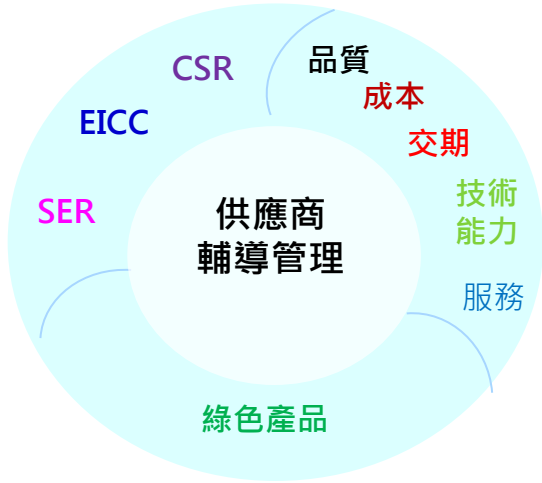 CSR
EICC
SER
品質
成本
交期
技術
能力
服務
供應商
輔導管理
綠色產品